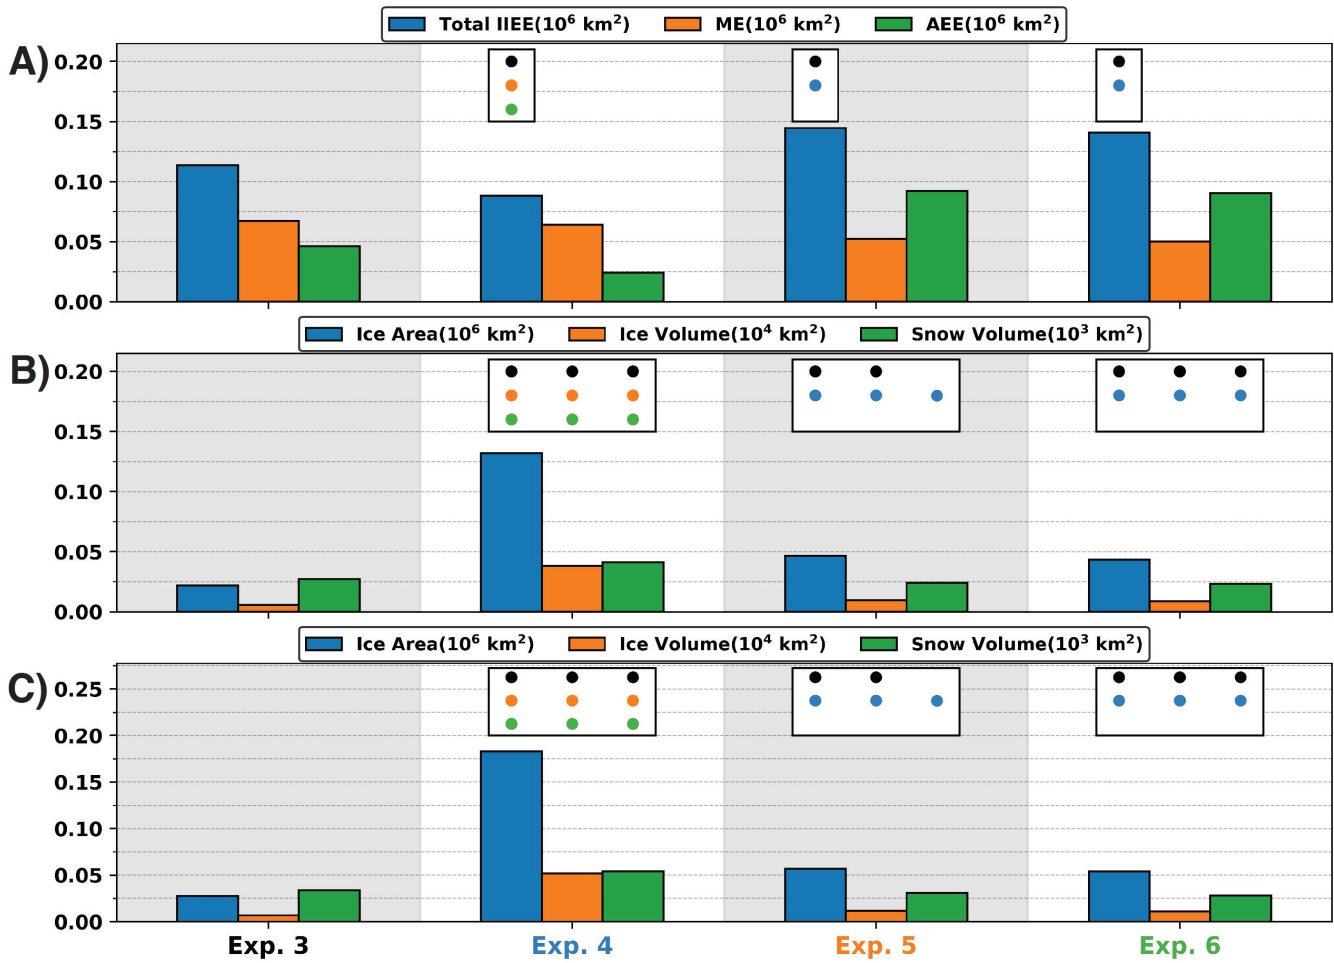 Total IIEE(10⁶ km²) ME(10⁶ km²) AEE(10⁶ km²)
A)
0.20
0.15
0.10
0.05
0.00
Ice Area(10⁶ km²) Ice Volume(10⁴ km²) Snow Volume(10³ km²)
B)
0.20
0.15
0.10
0.05
0.00
Ice Area(10⁶ km²) Ice Volume(10⁴ km²) Snow Volume(10³ km²)
C)
0.25
0.20
0.15
0.10
0.05
0.00
Exp. 3 Exp. 4 Exp. 5 Exp. 6